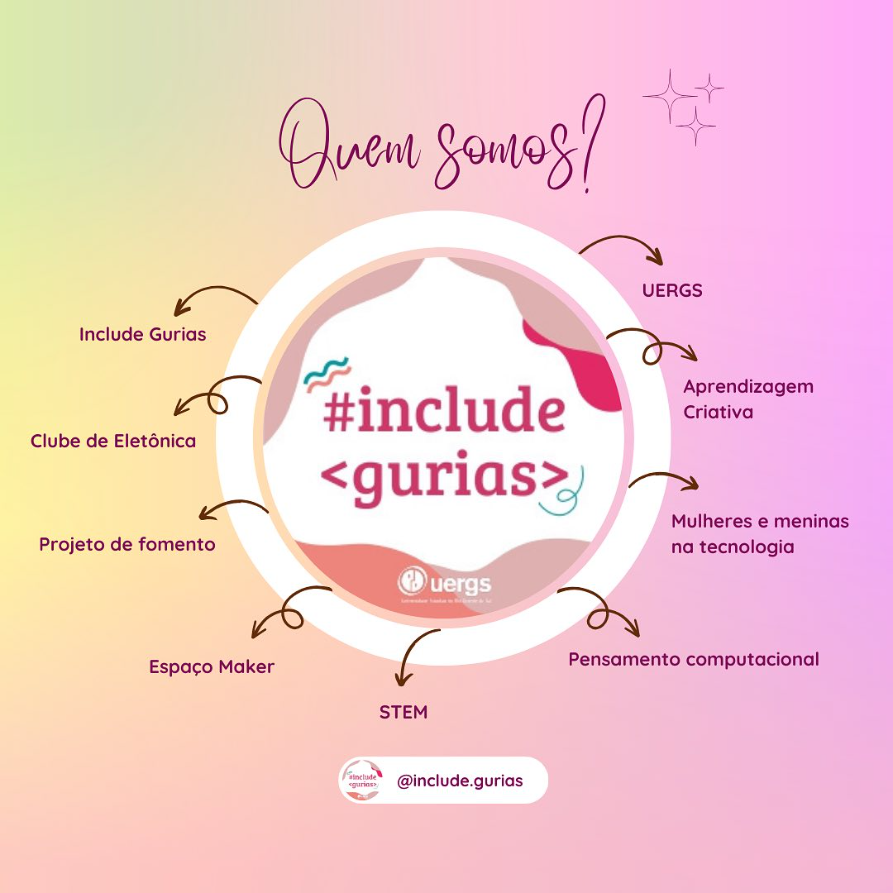 Quem somos?
UERGS
Include Gurias
Aprendizagem
Criativa
Clube de Eletônica
#include
<gurias>
Mulheres e meninas
na tecnologia
Projeto de fomento
uergs
Espaço Maker
Pensamento computacional
STEM
#include
<gurias>
@include.gurias